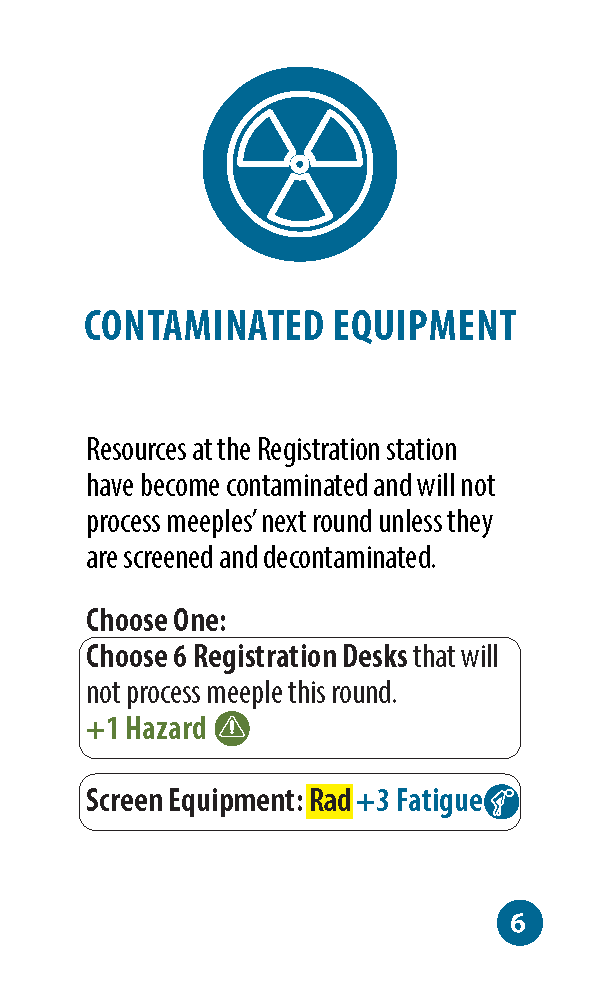 CONTAMINATED EQUIPMENT
Resources at the Registration station
have become contaminated and will not
process meeples’ next round unless they
are screened and decontaminated.
Choose One:
Choose 6 Registration Desks that will
not process meeple this round.
+1 Hazard
Screen Equipment: Rad +3 Fatigue
6